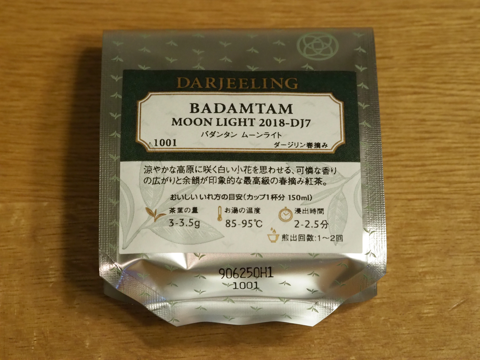 DARJEELING
BADAMTAM
MOON LIGHT 2018-DJ7
バダンタン ムーンライト
1001
ダージリン春摘み
涼やかな高原に咲く白い小花を思わせる、可憐な香り
の広がりと余韻が印象的な最高級の春摘み紅茶。
おいしいいれ方の目安(カップ1杯分 150ml)
茶葉の量
3-3.5g
お湯の温度
85-95℃
浸出時間
2-2.5分
煎出回数:1〜2回
906250H1
1001